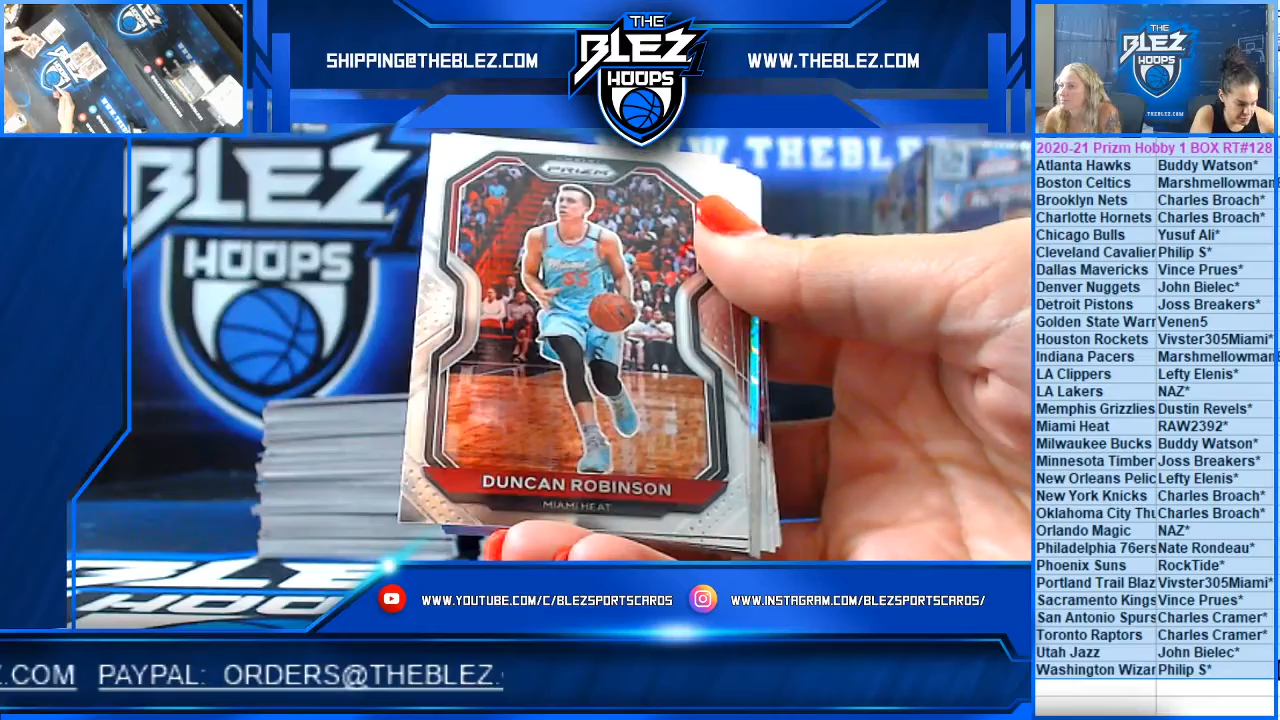 SHIPPING@THEBLEZ.COM
THE
BLEZ
HOOPS
1
WWW.THEBLEZ.COM
THE
BLEZ
W.THEBLE
BLEZ
HOOPS
PRIZM
55
DUNCAN ROBINSON
MIAMI HEAT
WWW.YOUTUBE.COM/C/BLEZSPORTSCARDS
WWW.INSTAGRAM.COM/BLEZSPORTSCARDS/
Z.COM PAYPAL: ORDERS@THEBLEZ.
2020-21 Prizm Hobby 1 BOX RT#128
Atlanta Hawks Buddy Watson*
Boston Celtics Marshmellowman
Brooklyn Nets Charles Broach*
Charlotte Hornets Charles Broach*
Chicago Bulls Yusuf Ali*
Cleveland Cavalier Philip S*
Dallas Mavericks Vince Prues*
Denver Nuggets John Bielec*
Detroit Pistons Joss Breakers*
Golden State Warr Venen5
Houston Rockets Vivster305Miami*
Indiana Pacers Marshmellowman
LA Clippers Lefty Elenis*
LA Lakers NAZ*
Memphis Grizzlies Dustin Revels*
Miami Heat RAW2392*
Milwaukee Bucks Buddy Watson*
Minnesota Timber Joss Breakers*
New Orleans Pelic Lefty Elenis*
New York Knicks Charles Broach*
Oklahoma City Thu Charles Broach*
Orlando Magic NAZ*
Philadelphia 76ers Nate Rondeau*
Phoenix Suns RockTide*
Portland Trail Blaz Vivster305Miami*
Sacramento Kings Vince Prues*
San Antonio Spurs Charles Cramer*
Toronto Raptors Charles Cramer*
Utah Jazz John Bielec*
Washington Wizar Philip S*